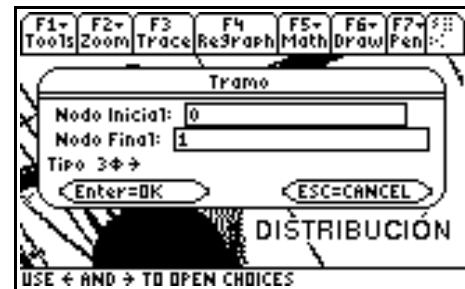 F1▾ F2▾ F3 F4 F5▾ F6▾ F7▾
Tools Zoom Trace ReGraph Math Draw Pen
Tramo
Nodo Inicial: 0
Nodo Final: 1
Tipo 3Φ→
Enter=OK ESC=CANCEL
DISTRIBUCIÓN
USE ← AND → TO OPEN CHOICES